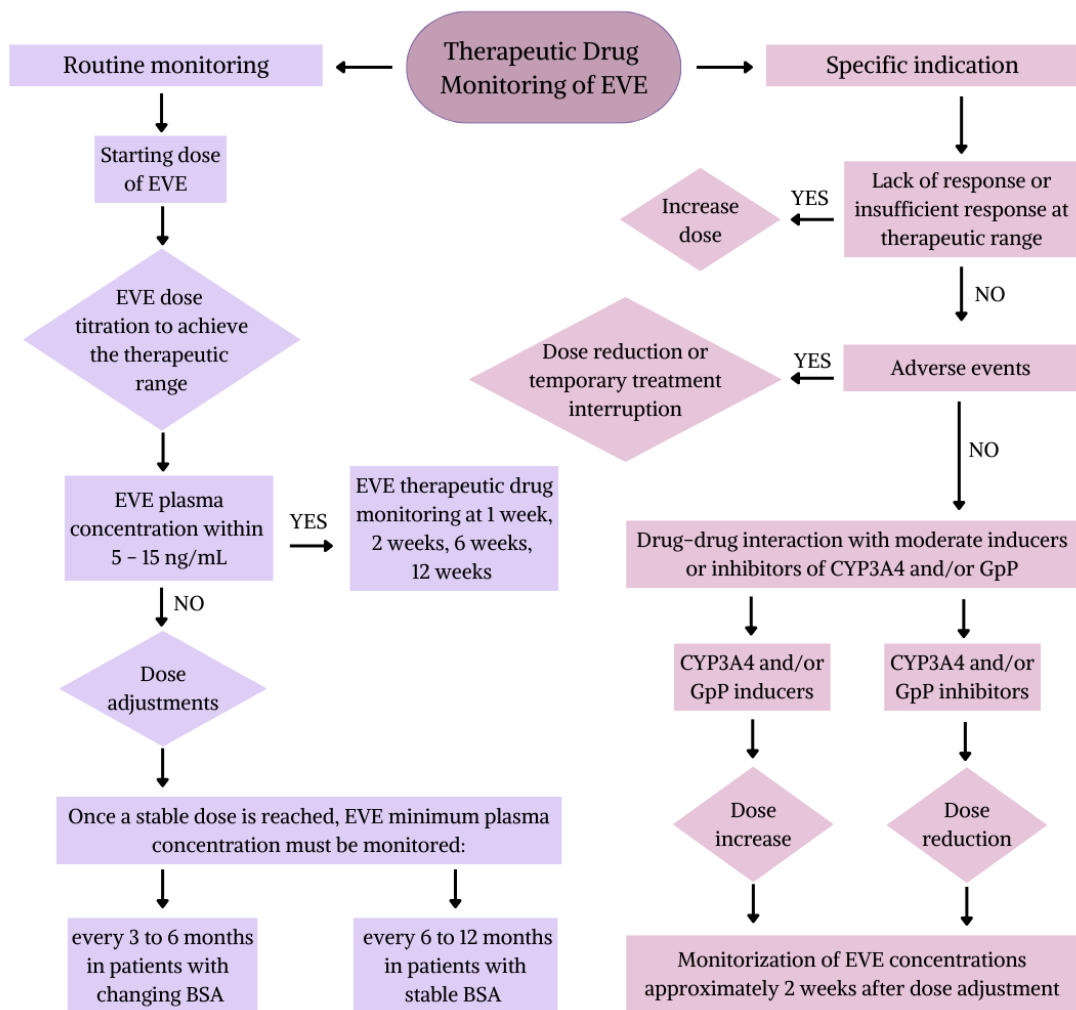 Therapeutic Drug
Monitoring of EVE
Routine monitoring
Starting dose
of EVE
EVE dose
titration to achieve
the therapeutic
range
EVE plasma
concentration within
5 – 15 ng/mL
YES
EVE therapeutic drug
monitoring at 1 week,
2 weeks, 6 weeks,
12 weeks
NO
Dose
adjustments
Once a stable dose is reached, EVE minimum plasma
concentration must be monitored:
every 3 to 6 months
in patients with
changing BSA
every 6 to 12 months
in patients with
stable BSA
Specific indication
Lack of response or
insufficient response at
therapeutic range
YES
Increase
dose
NO
Adverse events
YES
Dose reduction or
temporary treatment
interruption
NO
Drug–drug interaction with moderate inducers
or inhibitors of CYP3A4 and/or GpP
CYP3A4 and/or
GpP inducers
CYP3A4 and/or
GpP inhibitors
Dose
increase
Dose
reduction
Monitorization of EVE concentrations
approximately 2 weeks after dose adjustment